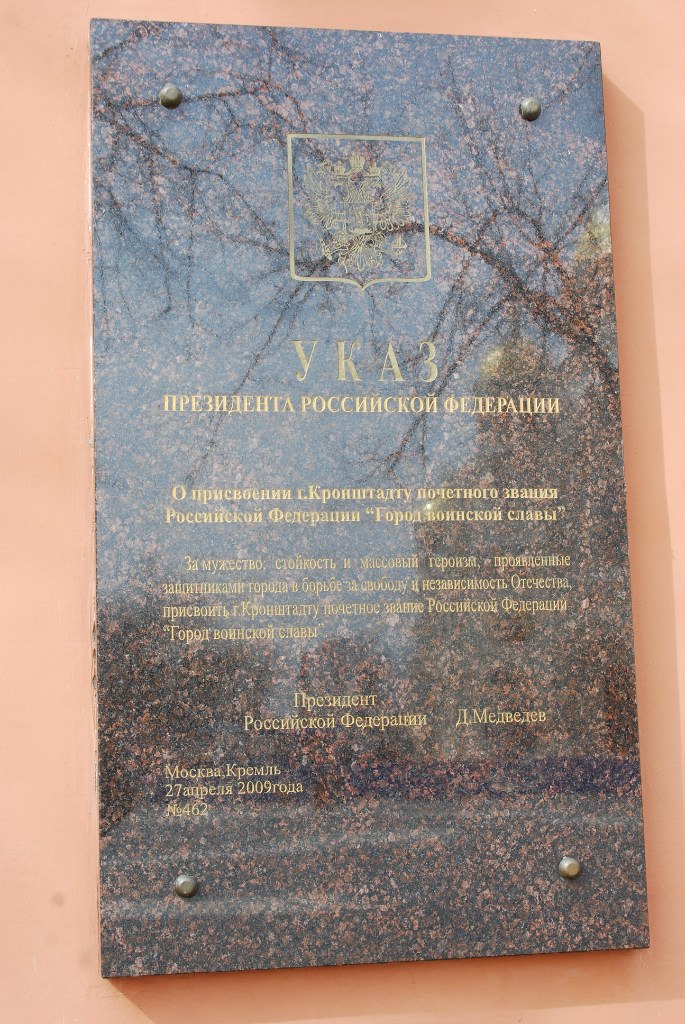 УКАЗ
ПРЕЗИДЕНТА РОССИЙСКОЙ ФЕДЕРАЦИИ
О присвоении г.Кронштадту почетного звания
Российской Федерации “Город воинской славы”
За мужество, стойкость и массовый героизм, проявленные
защитниками города в борьбе за свободу и независимость Отечества,
присвоить г.Кронштадту почетное звание Российской Федерации
“Город воинской славы”
Президент
Российской Федерации Д.Медведев
Москва,Кремль
27апреля 2009года
№462